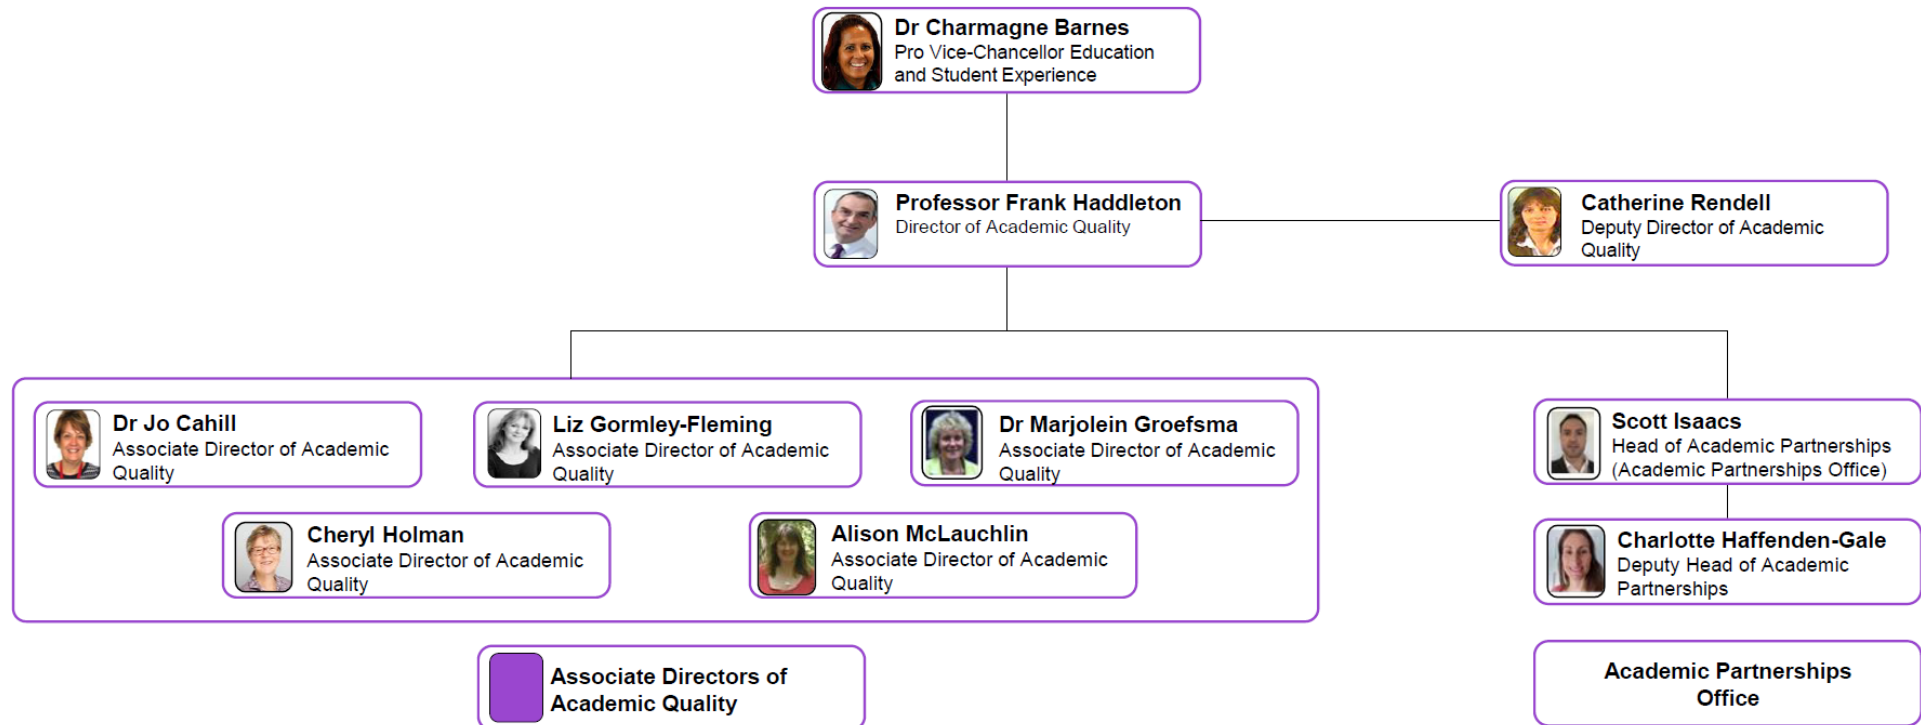 Dr Charmagne Barnes
Pro Vice-Chancellor Education
and Student Experience
Professor Frank Haddleton
Director of Academic Quality
Catherine Rendell
Deputy Director of Academic
Quality
Dr Jo Cahill
Associate Director of Academic
Quality
Liz Gormley-Fleming
Associate Director of Academic
Quality
Dr Marjolein Groefsma
Associate Director of Academic
Quality
Scott Isaacs
Head of Academic Partnerships
(Academic Partnerships Office)
Cheryl Holman
Associate Director of Academic
Quality
Alison McLauchlin
Associate Director of Academic
Quality
Charlotte Haffenden-Gale
Deputy Head of Academic
Partnerships
Associate Directors of
Academic Quality
Academic Partnerships
Office